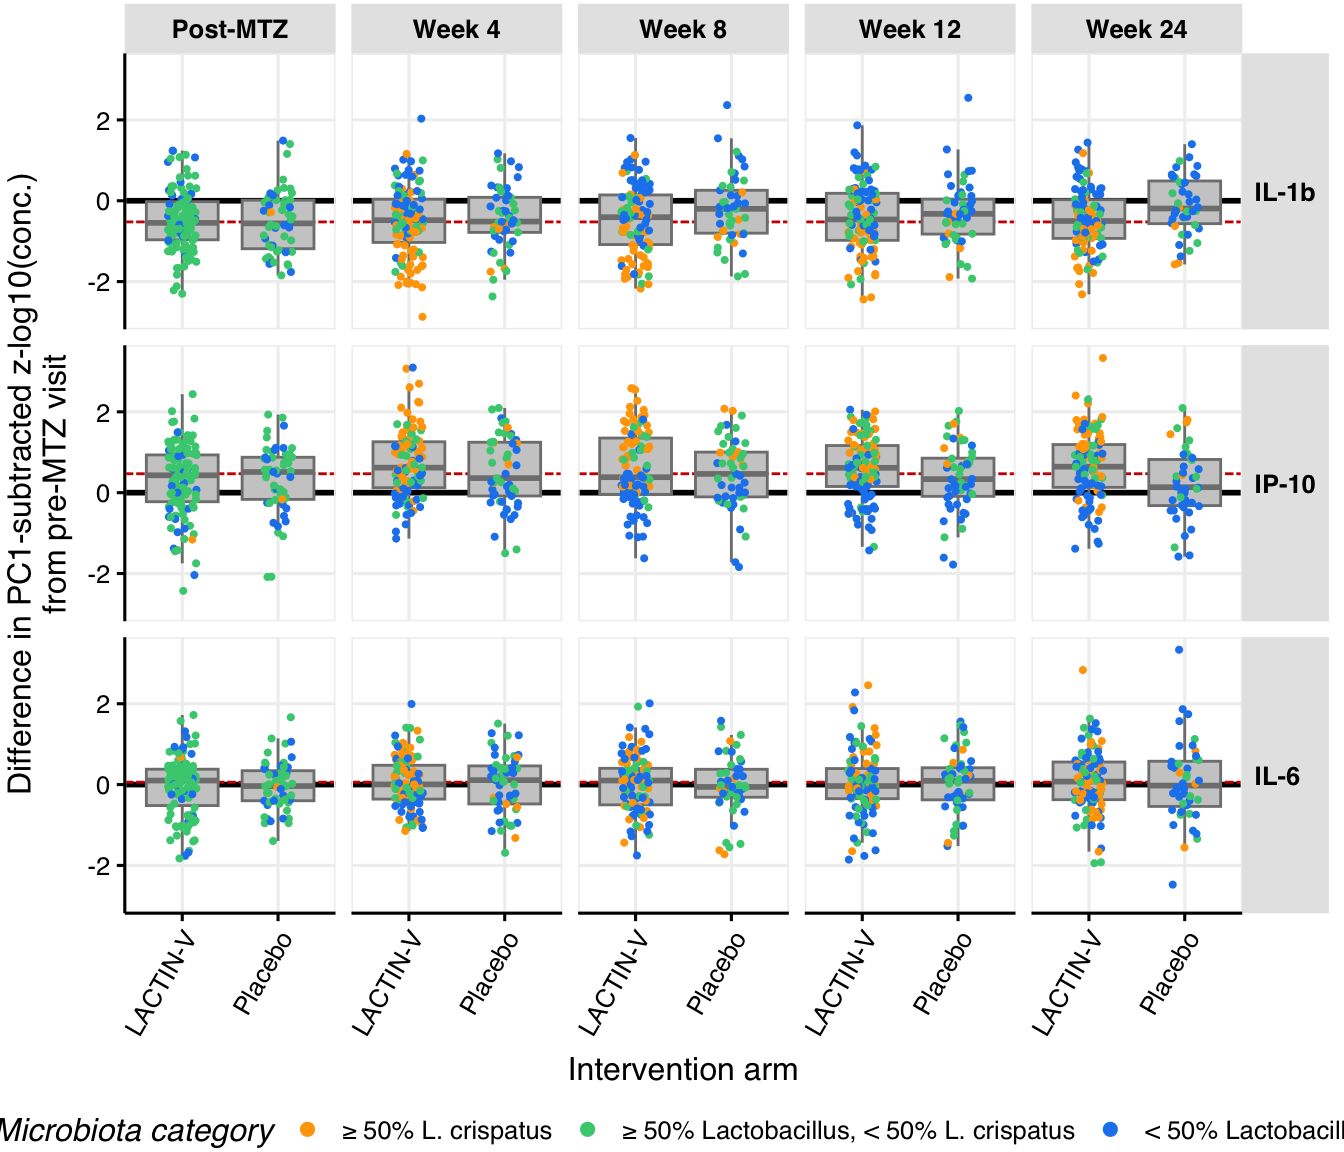 Post-MTZ Week 4 Week 8 Week 12 Week 24
Difference in PC1-subtracted z-log10(conc.)
from pre-MTZ visit
2
0
-2
IL-1b
2
0
-2
IP-10
2
0
-2
IL-6
LACTIN-V Placebo LACTIN-V Placebo LACTIN-V Placebo LACTIN-V Placebo LACTIN-V Placebo
Intervention arm
Microbiota category ≥ 50% L. crispatus ≥ 50% Lactobacillus, < 50% L. crispatus < 50% Lactobacill